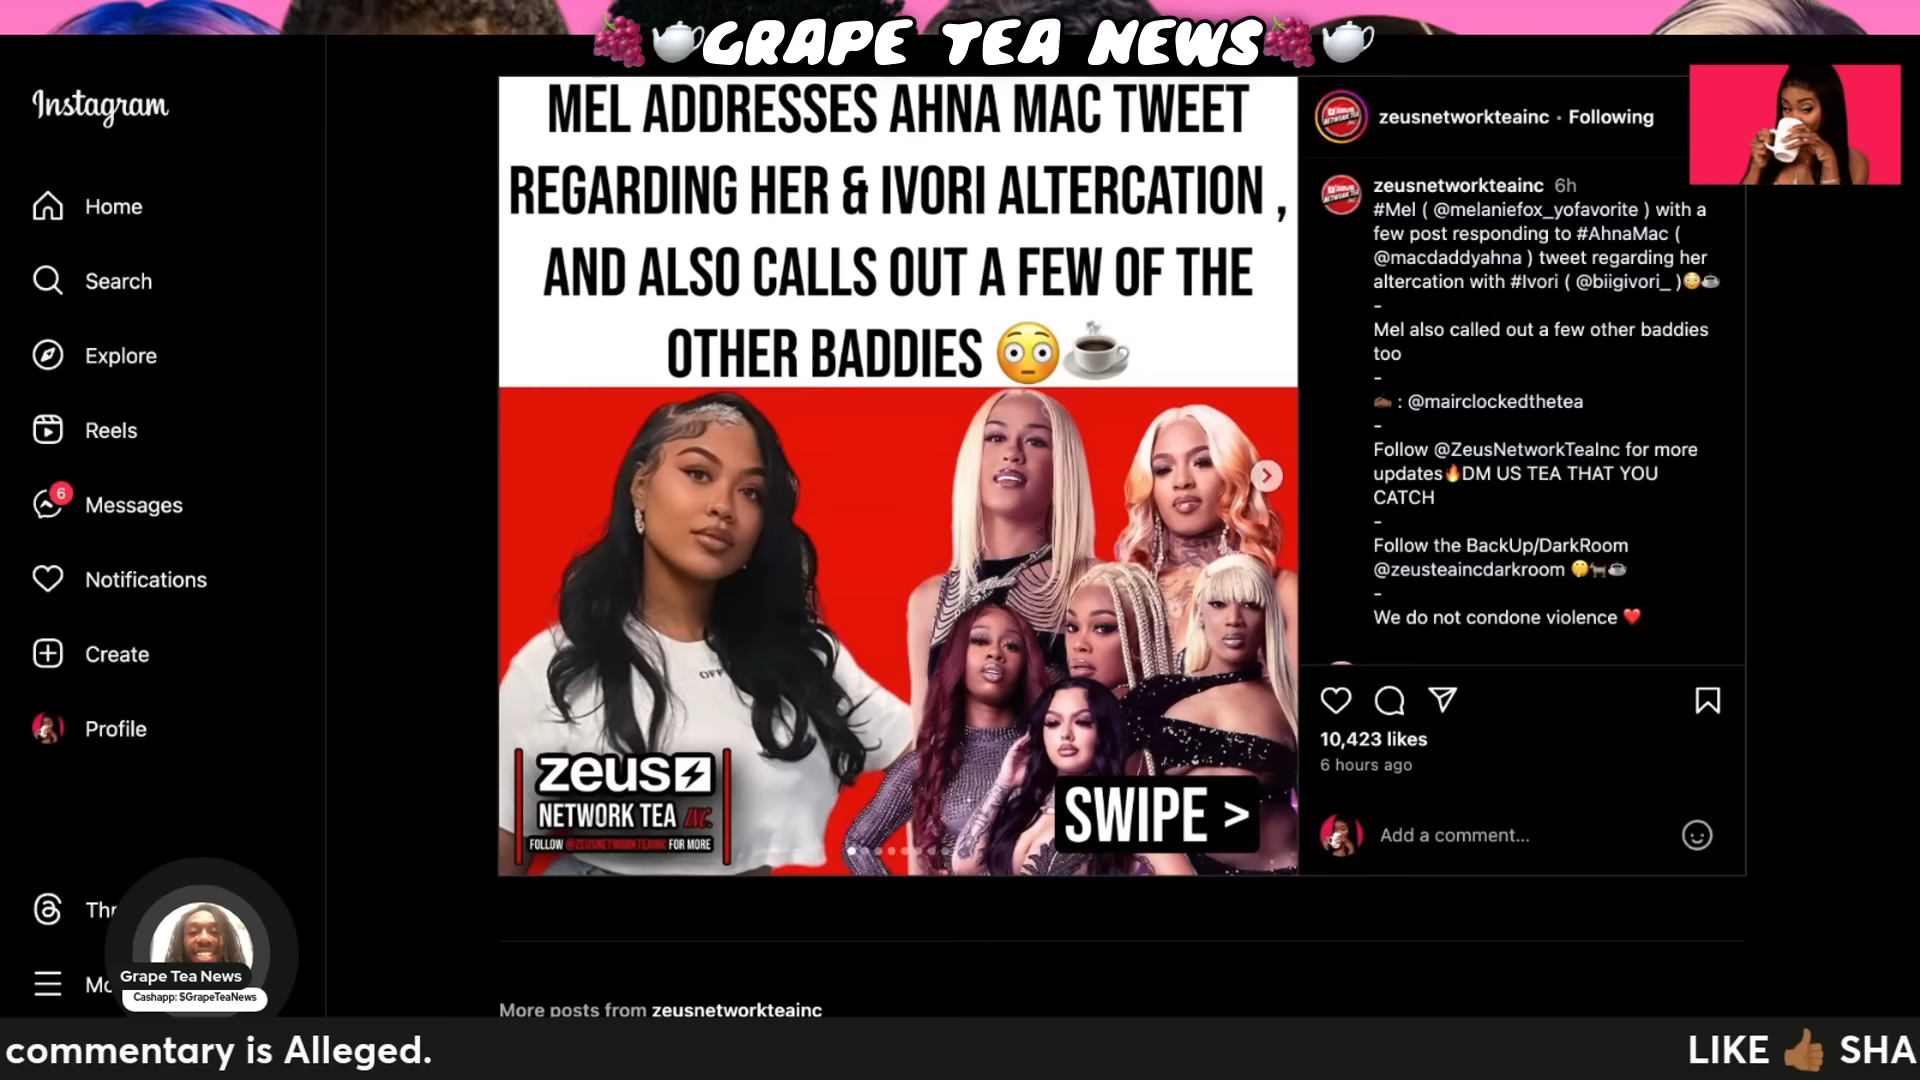 GRAPE TEA NEWS
Instagram
Home
Search
Explore
Reels
6
Messages
Notifications
Create
Profile
Grape Tea News
Cashapp: $GrapeTeaNews
MEL ADDRESSES AHNA MAC TWEET
REGARDING HER & IVORI ALTERCATION ,
AND ALSO CALLS OUT A FEW OF THE
OTHER BADDIES 😳☕
OFF
zeus
NETWORK TEA INC.
FOLLOW @ZEUSNETWORKTEAINC FOR MORE
SWIPE >
zeusnetworkteainc • Following
zeusnetworkteainc 6h
#Mel ( @melaniefox_yofavorite ) with a
few post responding to #AhnaMac (
@macdaddyahna ) tweet regarding her
altercation with #Ivori ( @biigivori_ )😳☕
-
Mel also called out a few other baddies
too
-
✍🏾 : @mairclockedthetea
-
Follow @ZeusNetworkTeaInc for more
updates🔥DM US TEA THAT YOU
CATCH
-
Follow the BackUp/DarkRoom
@zeusteaincdarkroom 🤫🐈‍⬛☕
-
We do not condone violence ❤️
10,423 likes
6 hours ago
Add a comment...
More posts from zeusnetworkteainc
commentary is Alleged.
LIKE 👍🏾 SHA